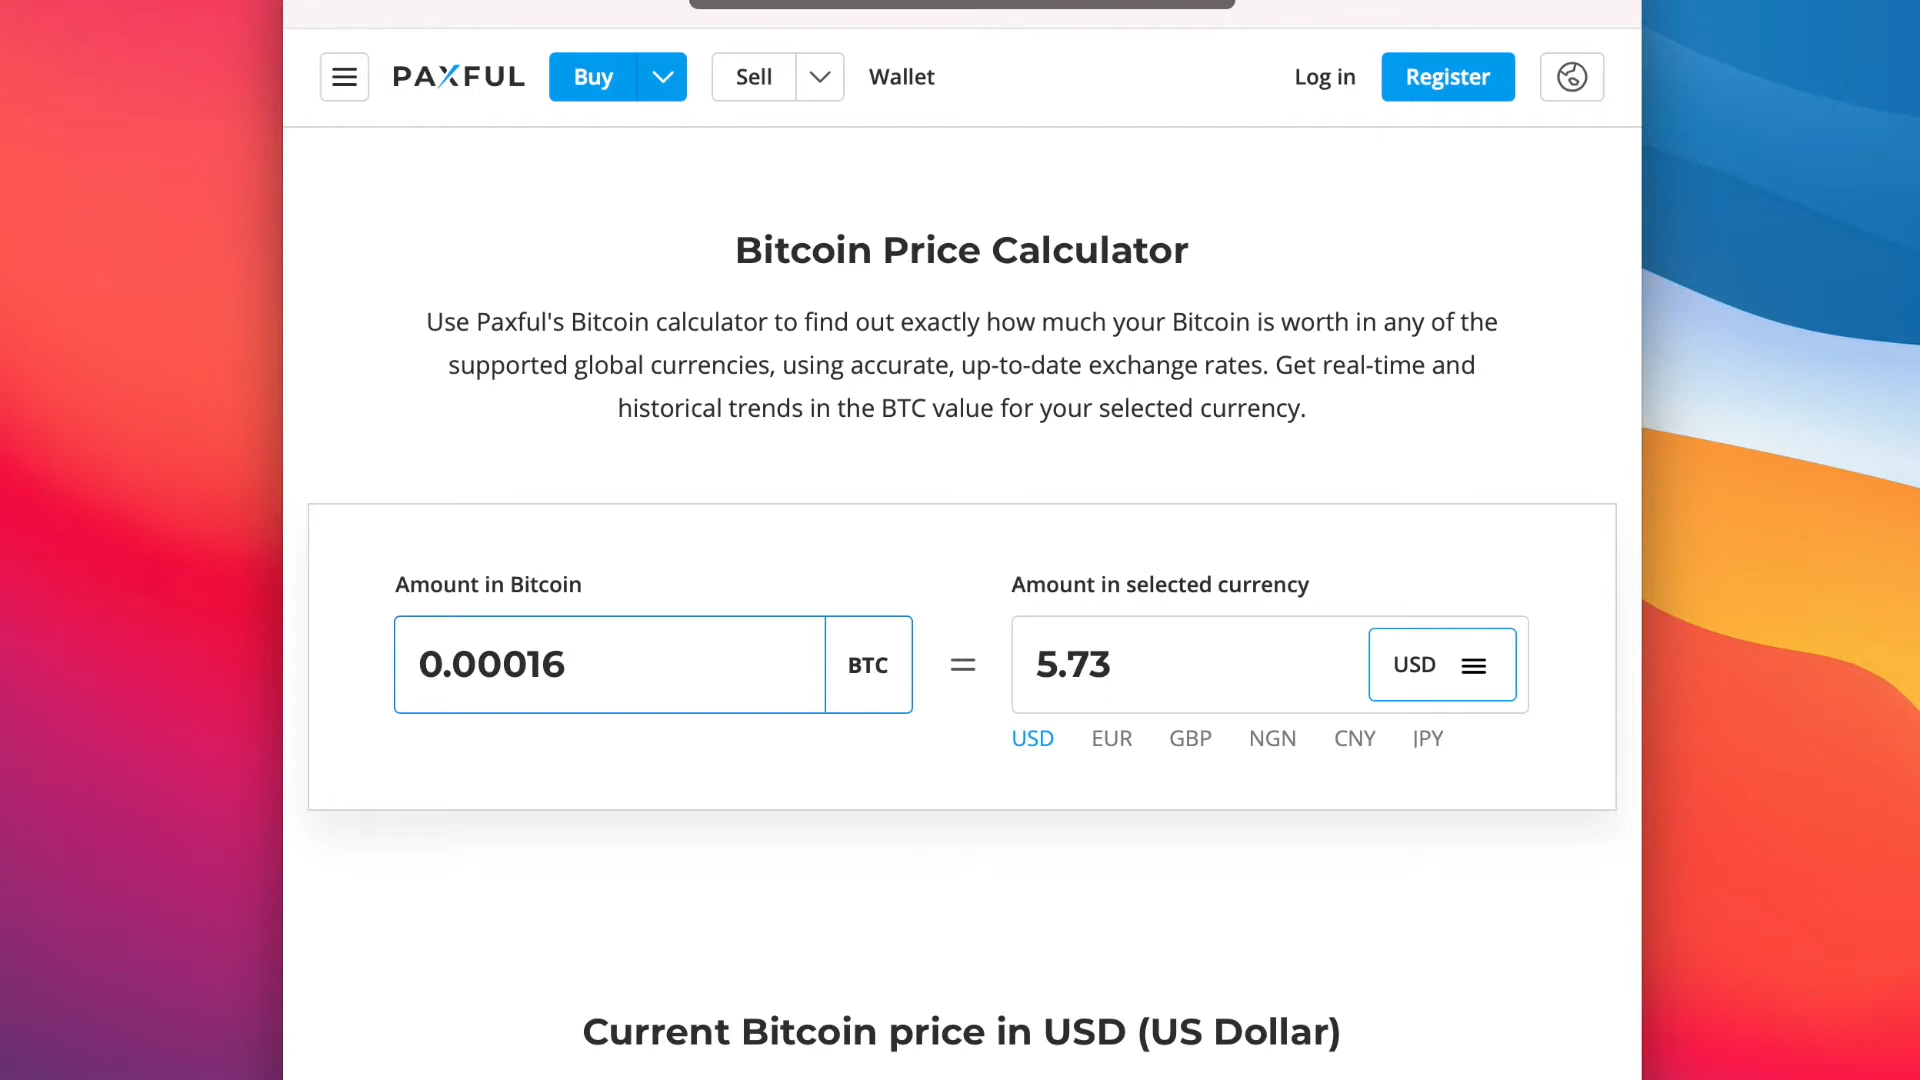 PAXFUL Buy Sell Wallet Log in Register
Bitcoin Price Calculator
Use Paxful's Bitcoin calculator to find out exactly how much your Bitcoin is worth in any of the
supported global currencies, using accurate, up-to-date exchange rates. Get real-time and
historical trends in the BTC value for your selected currency.
Amount in Bitcoin
0.00016 BTC
=
Amount in selected currency
5.73 USD
USD EUR GBP NGN CNY JPY
Current Bitcoin price in USD (US Dollar)